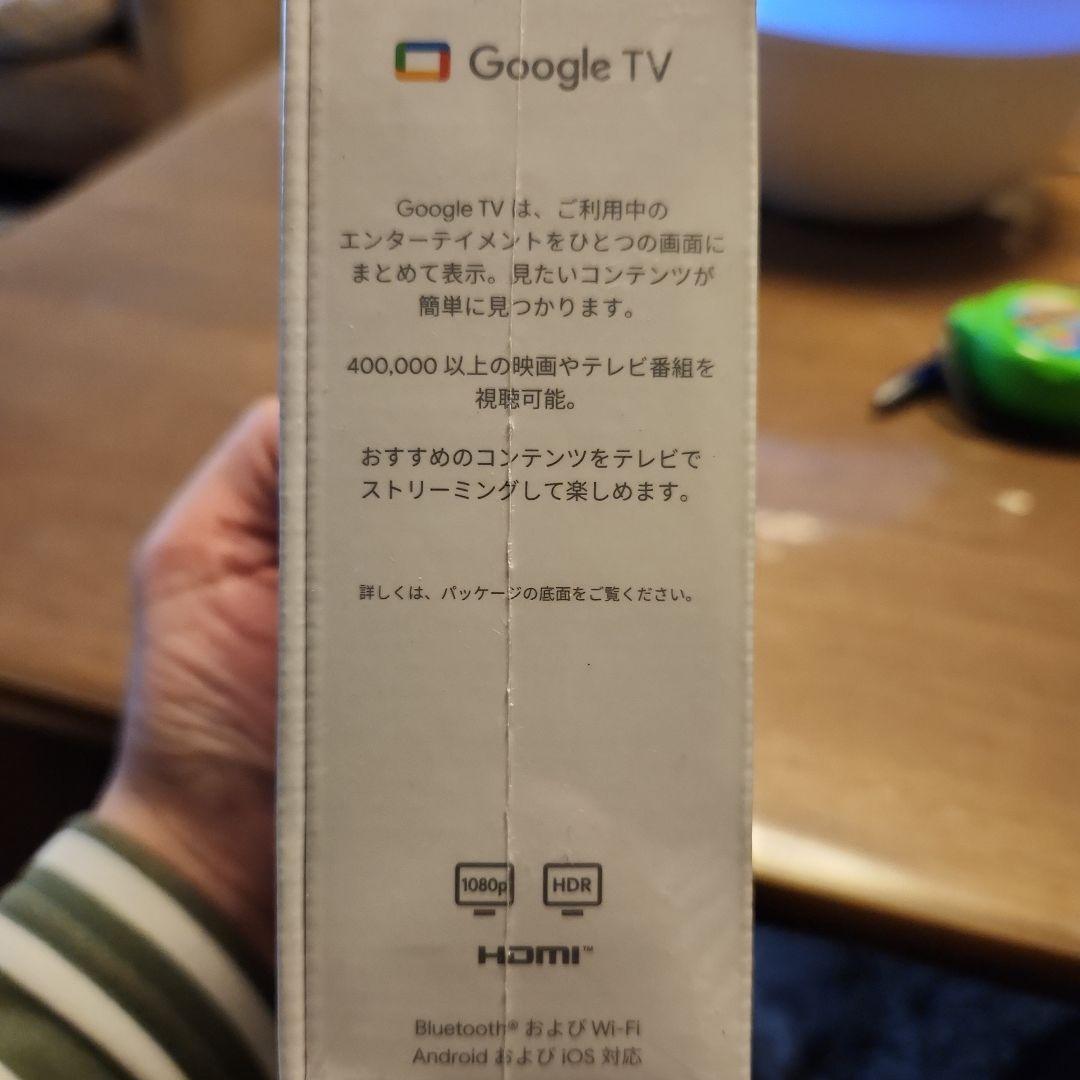 Google TV
Google TV は、ご利用中の
エンターテイメントをひとつの画面に
まとめて表示。見たいコンテンツが
簡単に見つかります。
400,000 以上の映画やテレビ番組を
視聴可能。
おすすめのコンテンツをテレビで
ストリーミングして楽しめます。
詳しくは、パッケージの底面をご覧ください。
1080p HDR
HDMI™
Bluetooth® および Wi-Fi
Android および iOS 対応